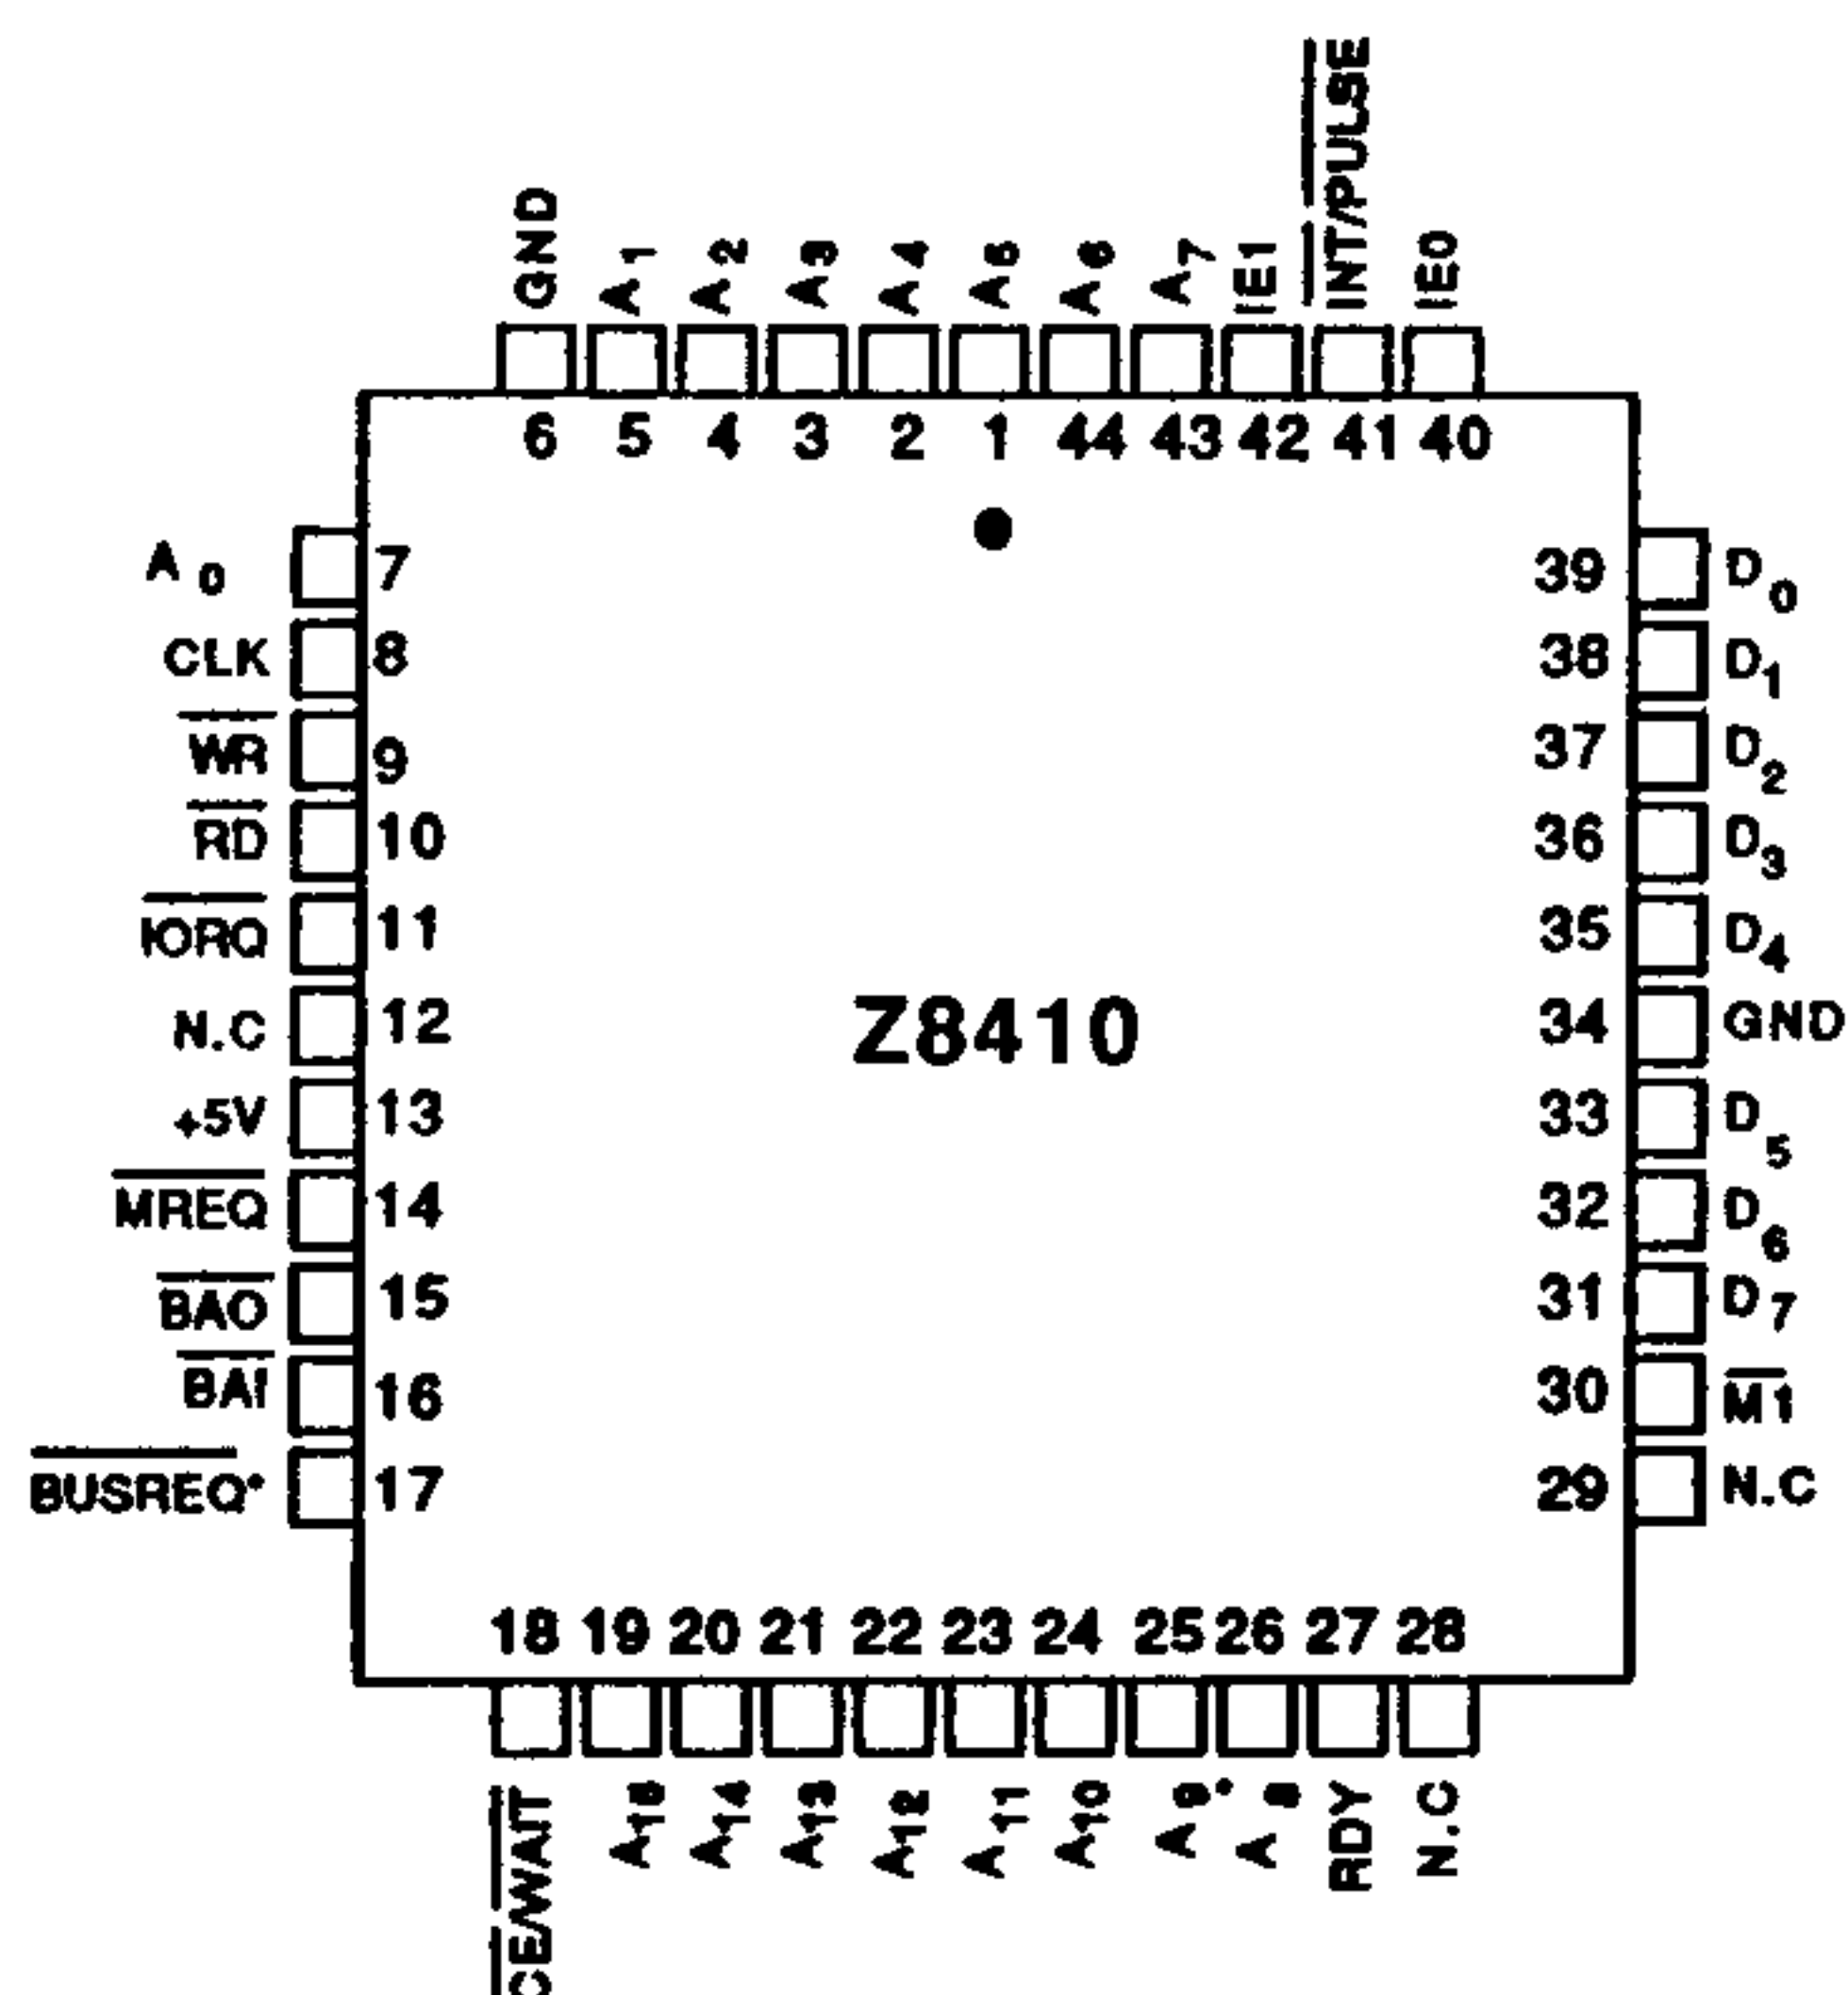 INT/PULSE
GND A1 A2 A3 A4 A5 A6 A7 IE1 IE0
6 5 4 3 2 1 44 43 42 41 40
A0 7 39 D0
CLK 8 38 D1
WR 9 37 D2
RD 10 36 D3
IORQ 11 35 D4
N.C 12 Z8410 34 GND
+5V 13 33 D5
MREQ 14 32 D6
BAO 15 31 D7
BAI 16 30 M1
BUSREQ* 17 29 N.C
18 19 20 21 22 23 24 25 26 27 28
CE/WAIT A15 A14 A13 A12 A11 A10 A9* A8 RDY N.C